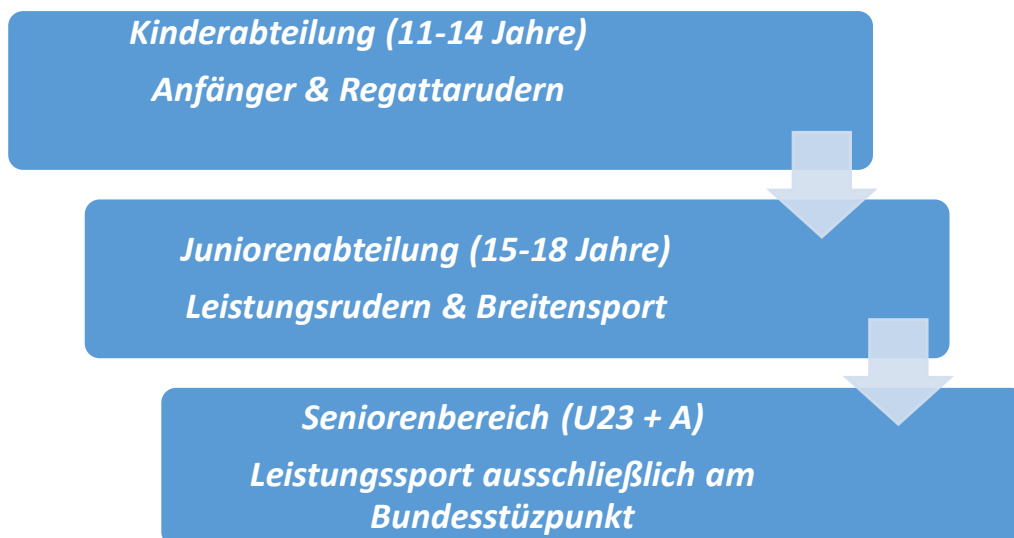 Kinderabteilung (11-14 Jahre)
Anfänger & Regattarudern
Juniorenabteilung (15-18 Jahre)
Leistungsrudern & Breitensport
Seniorenbereich (U23 + A)
Leistungssport ausschließlich am
Bundesstüzpunkt